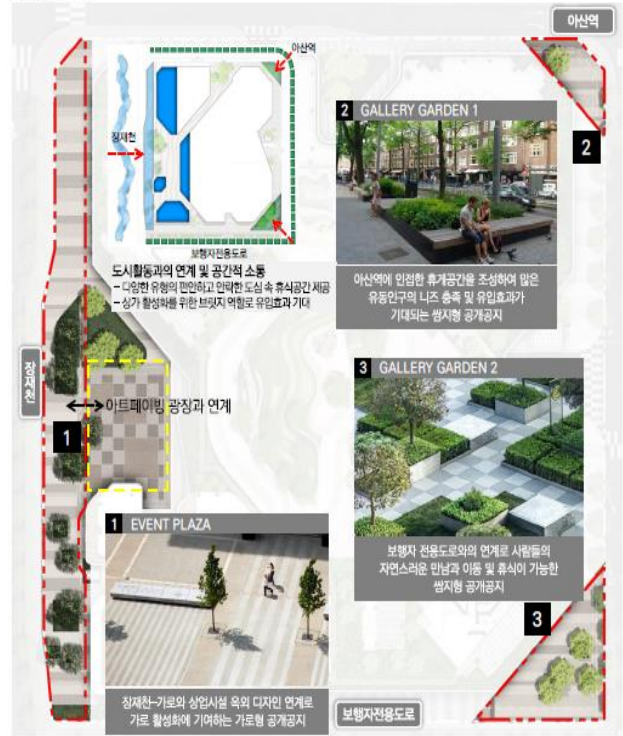 아산역
아산역
장재천
보행자전용도로
도시활동과의 연계 및 공간적 소통
– 다양한 유형의 편안하고 안락한 도심 속 휴식공간 제공
– 상가 활성화를 위한 브릿지 역할로 유입효과 기대
2 GALLERY GARDEN 1
2
아산역에 인접한 휴게공간을 조성하여 많은
유동인구의 니즈 충족 및 유입효과가
기대되는 쌈지형 공개공지
장재천
아트페이빙 광장과 연계
1
3 GALLERY GARDEN 2
보행자 전용도로와의 연계로 사람들의
자연스러운 만남과 이동 및 휴식이 가능한
쌈지형 공개공지
3
1 EVENT PLAZA
장재천–가로와 상업시설 옥외 디자인 연계로
가로 활성화에 기여하는 가로형 공개공지
보행자전용도로